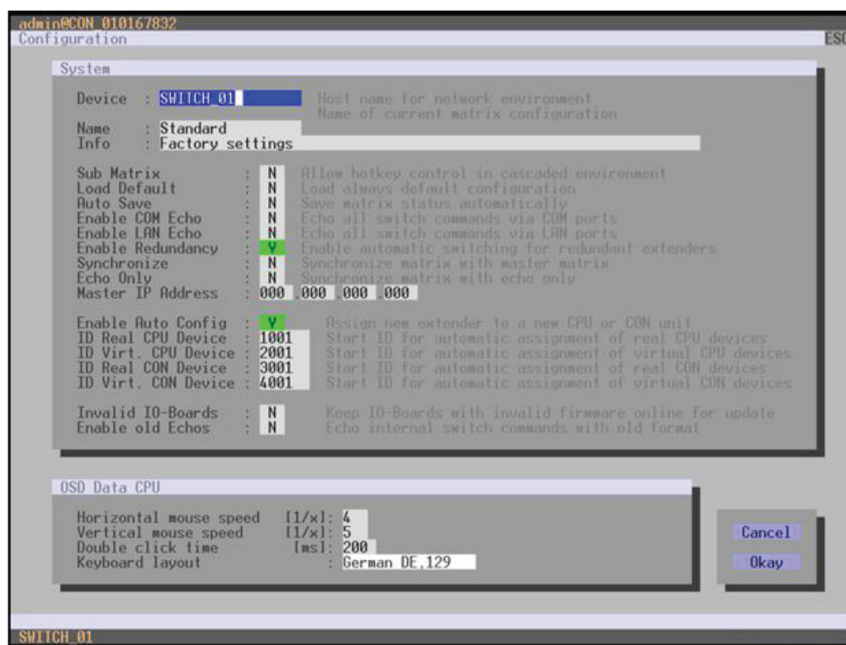 admin@CON_010167832
Configuration ESC
System
Device : SWITCH_01 Host name for network environment
Name of current matrix configuration
Name : Standard
Info : Factory settings
Sub Matrix : N Allow hotkey control in cascaded environment
Load Default : N Load always default configuration
Auto Save : N Save matrix status automatically
Enable COM Echo : N Echo all switch commands via COM ports
Enable LAN Echo : N Echo all switch commands via LAN ports
Enable Redundancy : Y Enable automatic switching for redundant extenders
Synchronize : N Synchronize matrix with master matrix
Echo Only : N Synchronize matrix with echo only
Master IP Address : 000 .000 .000 .000
Enable Auto Config : Y Assign new extender to a new CPU or CON unit
ID Real CPU Device : 1001 Start ID for automatic assignment of real CPU devices
ID Virt. CPU Device : 2001 Start ID for automatic assignment of virtual CPU devices
ID Real CON Device : 3001 Start ID for automatic assignment of real CON devices
ID Virt. CON Device : 4001 Start ID for automatic assignment of virtual CON devices
Invalid IO-Boards : N Keep IO-Boards with invalid firmware online for update
Enable old Echos : N Echo internal switch commands with old format
OSD Data CPU
Horizontal mouse speed [1/x]: 4
Vertical mouse speed [1/x]: 5
Double click time [ms]: 200
Keyboard layout : German DE,129
Cancel
Okay
SWITCH_01